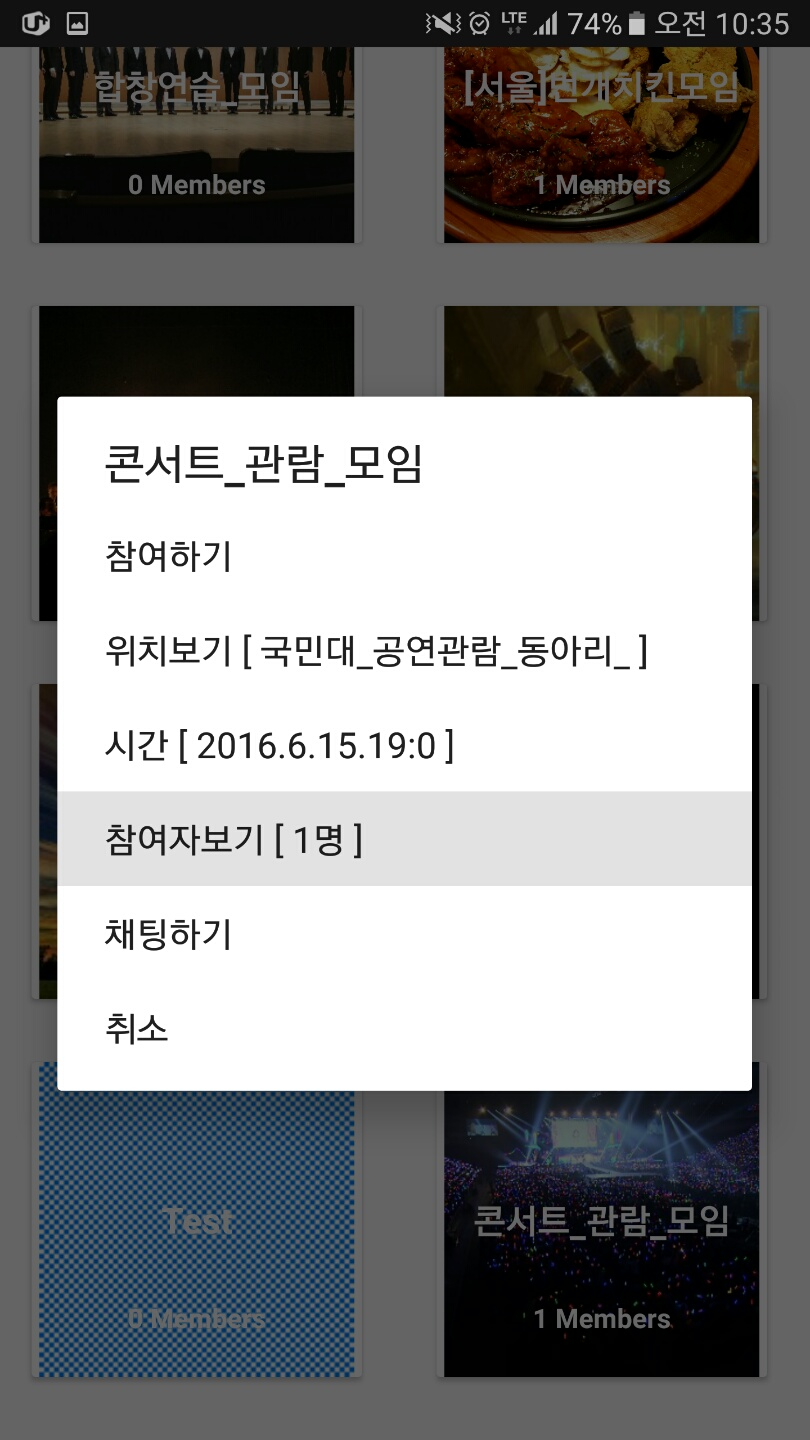 LTE 74% 오전 10:35
합창연습_모임
[서울]번개치킨모임
0 Members
1 Members
콘서트_관람_모임
참여하기
위치보기 [ 국민대_공연관람_동아리_ ]
시간 [ 2016.6.15.19:0 ]
참여자보기 [ 1명 ]
채팅하기
취소
Test
콘서트_관람_모임
0 Members
1 Members